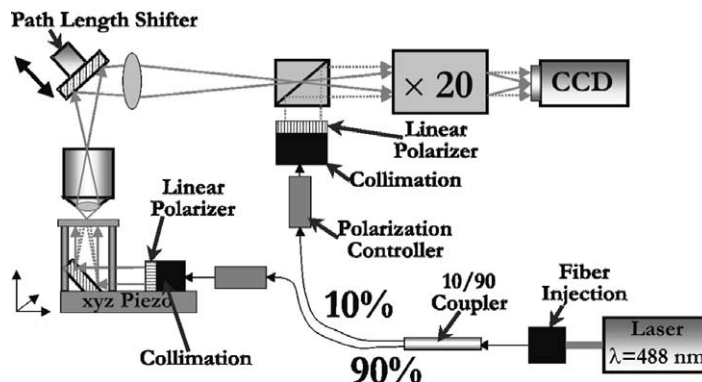 Path Length Shifter
× 20
CCD
Linear
Polarizer
Collimation
Linear
Polarizer
Polarization
Controller
10/90
Coupler
Fiber
Injection
xyz Piezo
Collimation
10%
90%
Laser
λ=488 nm